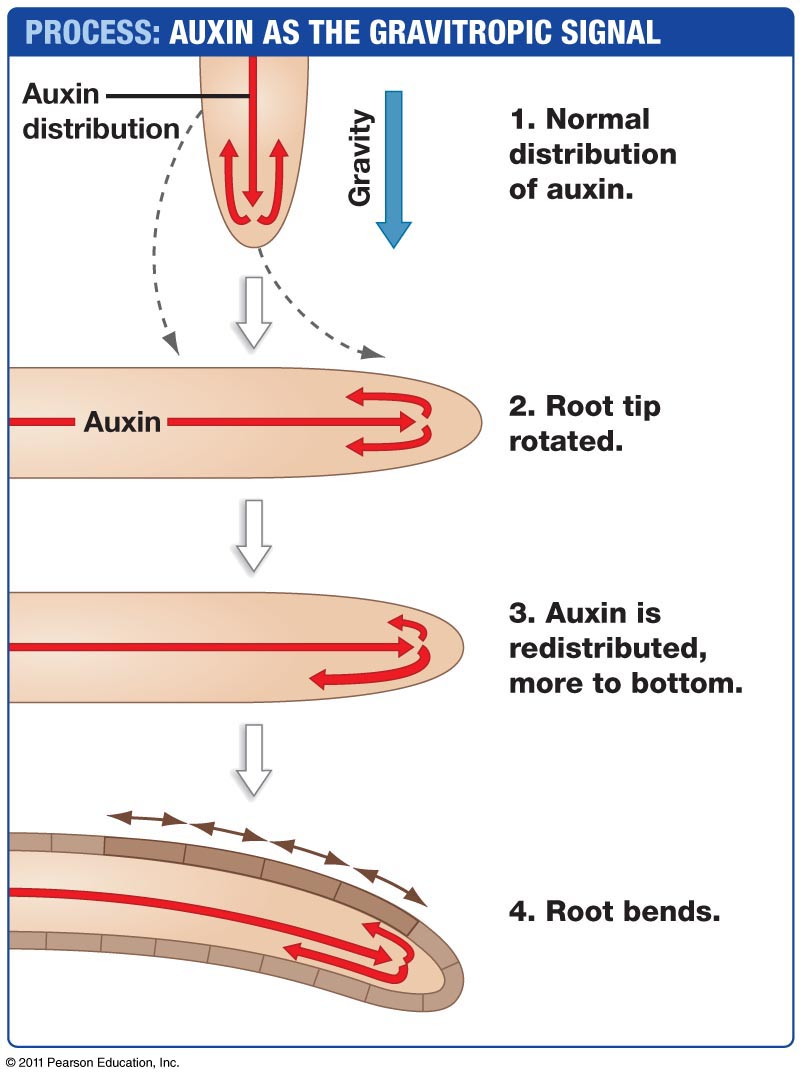 PROCESS: AUXIN AS THE GRAVITROPIC SIGNAL
Auxin
distribution
Gravity
1. Normal
distribution
of auxin.
Auxin
2. Root tip
rotated.
3. Auxin is
redistributed,
more to bottom.
4. Root bends.
© 2011 Pearson Education, Inc.